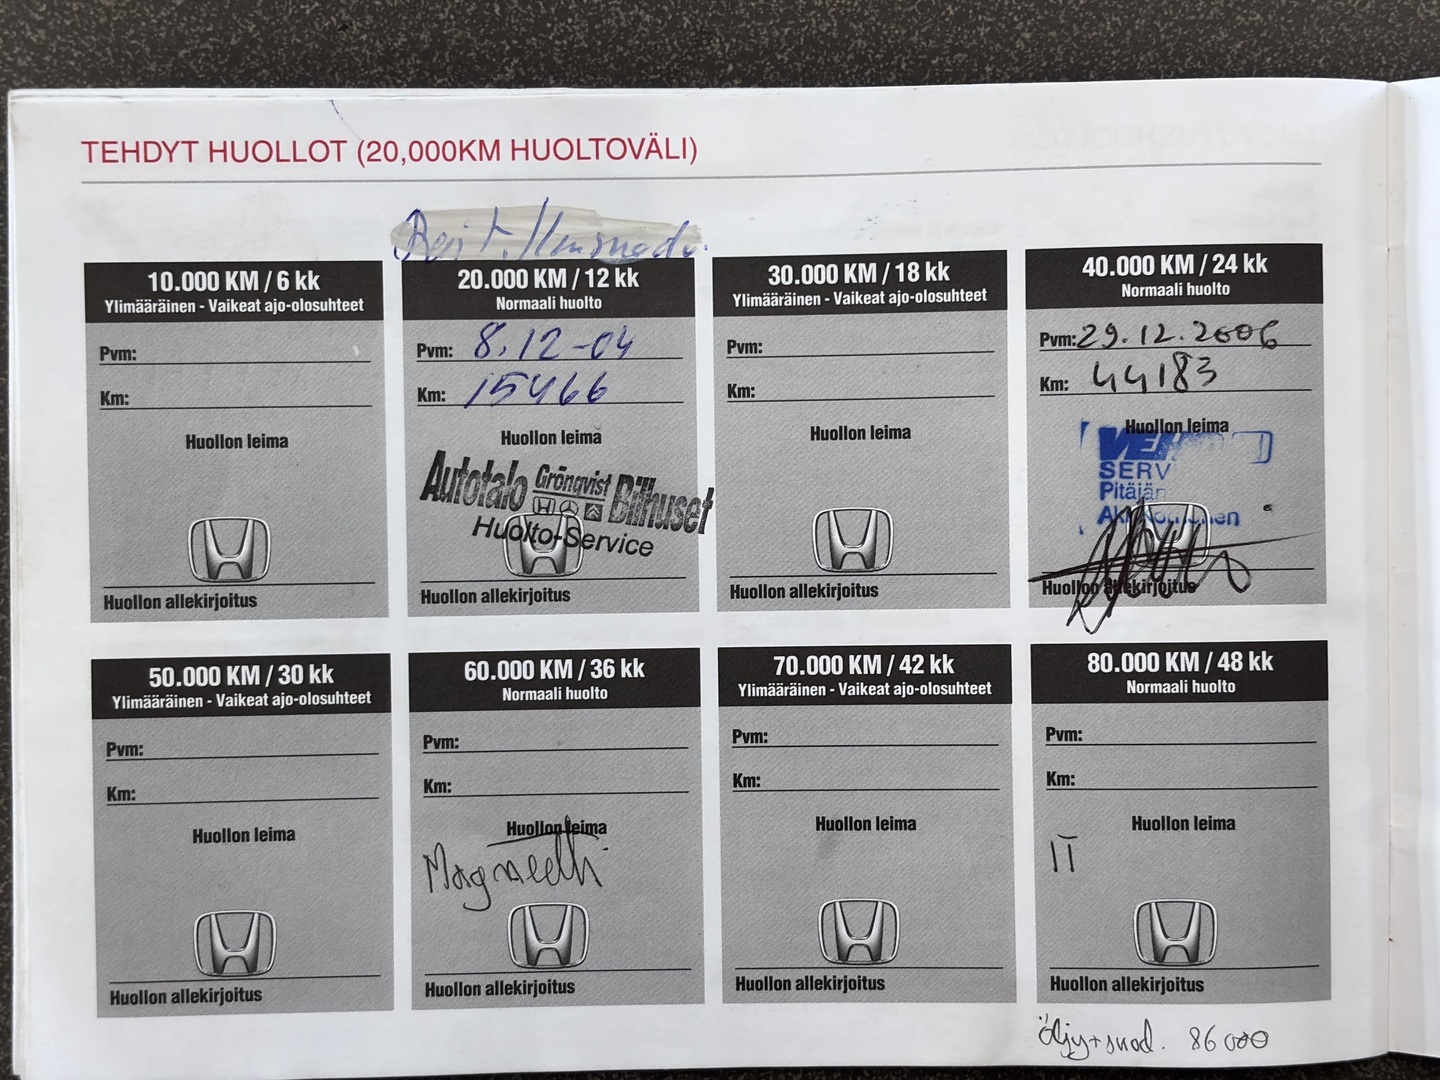 TEHDYT HUOLLOT (20,000KM HUOLTOVÄLI)
10.000 KM / 6 kk
Ylimääräinen - Vaikeat ajo-olosuhteet
Pvm:
Km:
Huollon leima
Huollon allekirjoitus
20.000 KM / 12 kk
Normaali huolto
Pvm: 8.12-04
Km: 15466
Huollon leima
Autotalo Grönqvist Bilhuset
Huolto-Service
Huollon allekirjoitus
30.000 KM / 18 kk
Ylimääräinen - Vaikeat ajo-olosuhteet
Pvm:
Km:
Huollon leima
Huollon allekirjoitus
40.000 KM / 24 kk
Normaali huolto
Pvm: 29.12.2006
Km: 44183
Huollon leima
SERV
Pitäjän
Huollon allekirjoitus
50.000 KM / 30 kk
Ylimääräinen - Vaikeat ajo-olosuhteet
Pvm:
Km:
Huollon leima
Huollon allekirjoitus
60.000 KM / 36 kk
Normaali huolto
Pvm:
Km:
Huollon leima
Magneetti
Huollon allekirjoitus
70.000 KM / 42 kk
Ylimääräinen - Vaikeat ajo-olosuhteet
Pvm:
Km:
Huollon leima
Huollon allekirjoitus
80.000 KM / 48 kk
Normaali huolto
Pvm:
Km:
Huollon leima
Huollon allekirjoitus
Öljy+suod. 86000